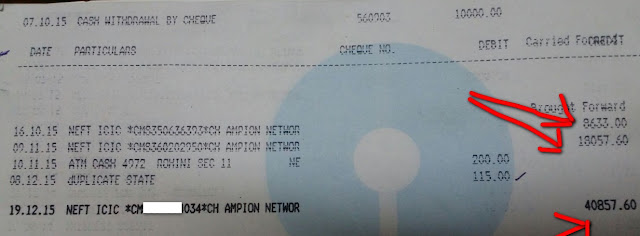 07.10.15 CASH WITHDRAWAL BY CHEQUE 560903 10000.00
DATE PARTICULARS CHEQUE NO. DEBIT Carried Forward
Brought Forward
16.10.15 NEFT ICIC *CMS350636393*CH AMPION NETWOR 8633.00
09.11.15 NEFT ICIC *CMS360202950*CH AMPION NETWOR 18057.60
10.11.15 ATM CASH 4972 ROHINI SEC 11 NE 200.00
08.12.15 dUPLICATE STATE 115.00
19.12.15 NEFT ICIC *CM 034*CH AMPION NETWOR 40857.60